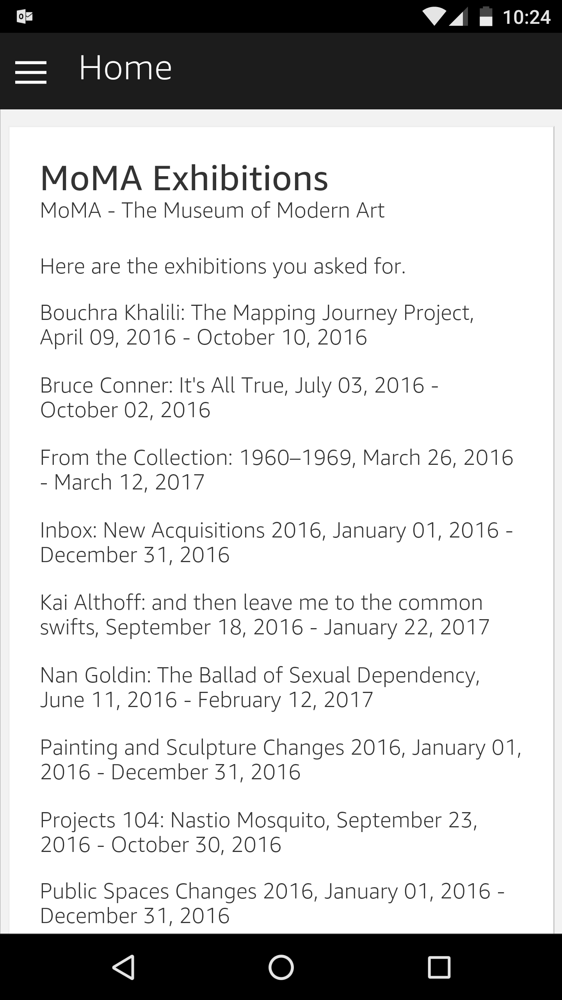 10:24
Home
MoMA Exhibitions
MoMA - The Museum of Modern Art
Here are the exhibitions you asked for.
Bouchra Khalili: The Mapping Journey Project,
April 09, 2016 - October 10, 2016
Bruce Conner: It's All True, July 03, 2016 -
October 02, 2016
From the Collection: 1960–1969, March 26, 2016
- March 12, 2017
Inbox: New Acquisitions 2016, January 01, 2016 -
December 31, 2016
Kai Althoff: and then leave me to the common
swifts, September 18, 2016 - January 22, 2017
Nan Goldin: The Ballad of Sexual Dependency,
June 11, 2016 - February 12, 2017
Painting and Sculpture Changes 2016, January 01,
2016 - December 31, 2016
Projects 104: Nastio Mosquito, September 23,
2016 - October 30, 2016
Public Spaces Changes 2016, January 01, 2016 -
December 31, 2016